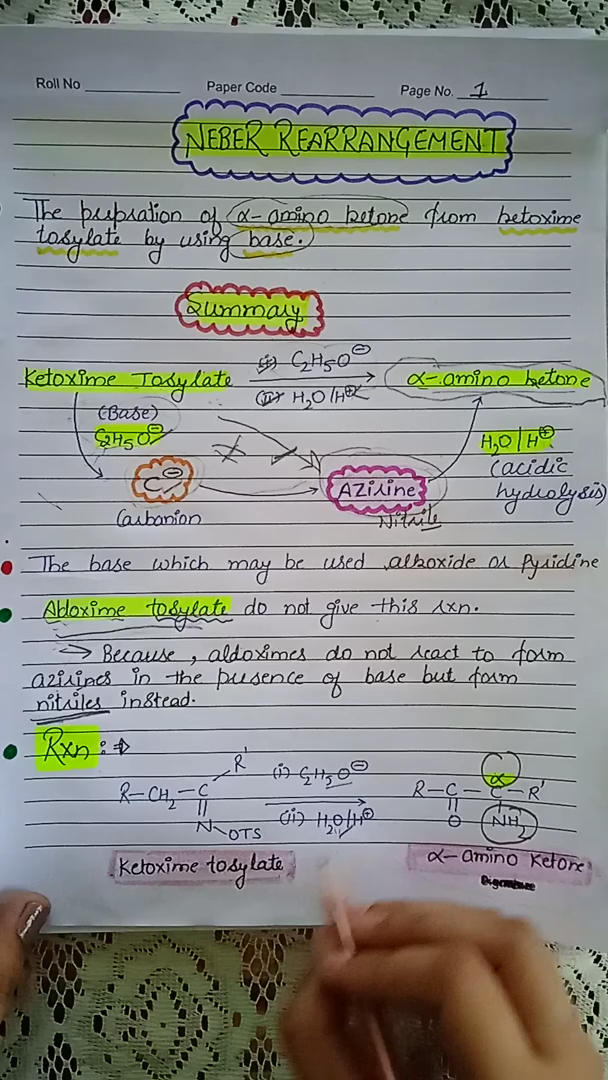 Roll No ____________ Paper Code ____________ Page No. 1
NEBER REARRANGEMENT
The prepration of α-amino ketone from ketoxime
tosylate by using base.
Summary
Ketoxime Tosylate (i) C2H5O⊖ (ii) H2O/H⊕ α-amino ketone
(Base)
C2H5O⊖ H2O/H⊕
C⊖ AZIRINE (acidic
Carbanion Nitrile hydrolysis)
The base which may be used alkoxide or Pyridine
Aldoxime tosylate do not give this rxn.
→ Because, aldoximes do not react to form
azirines in the presence of base but form
nitriles instead.
Rxn:⇒
R' (i) C2H5O⊖ α
R-CH2-C (ii) H2O/H⊕ R-C-C-R'
N-OTS O NH2
Ketoxime tosylate α-amino Ketone